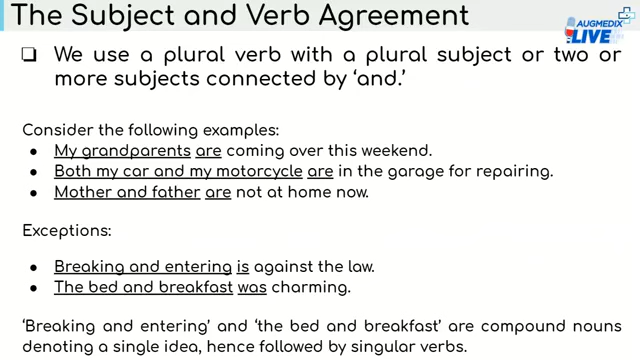 The Subject and Verb Agreement
AUGMEDIX
LIVE
❑ We use a plural verb with a plural subject or two or
more subjects connected by ‘and.’
Consider the following examples:
● My grandparents are coming over this weekend.
● Both my car and my motorcycle are in the garage for repairing.
● Mother and father are not at home now.
Exceptions:
● Breaking and entering is against the law.
● The bed and breakfast was charming.
‘Breaking and entering’ and ‘the bed and breakfast’ are compound nouns
denoting a single idea, hence followed by singular verbs.